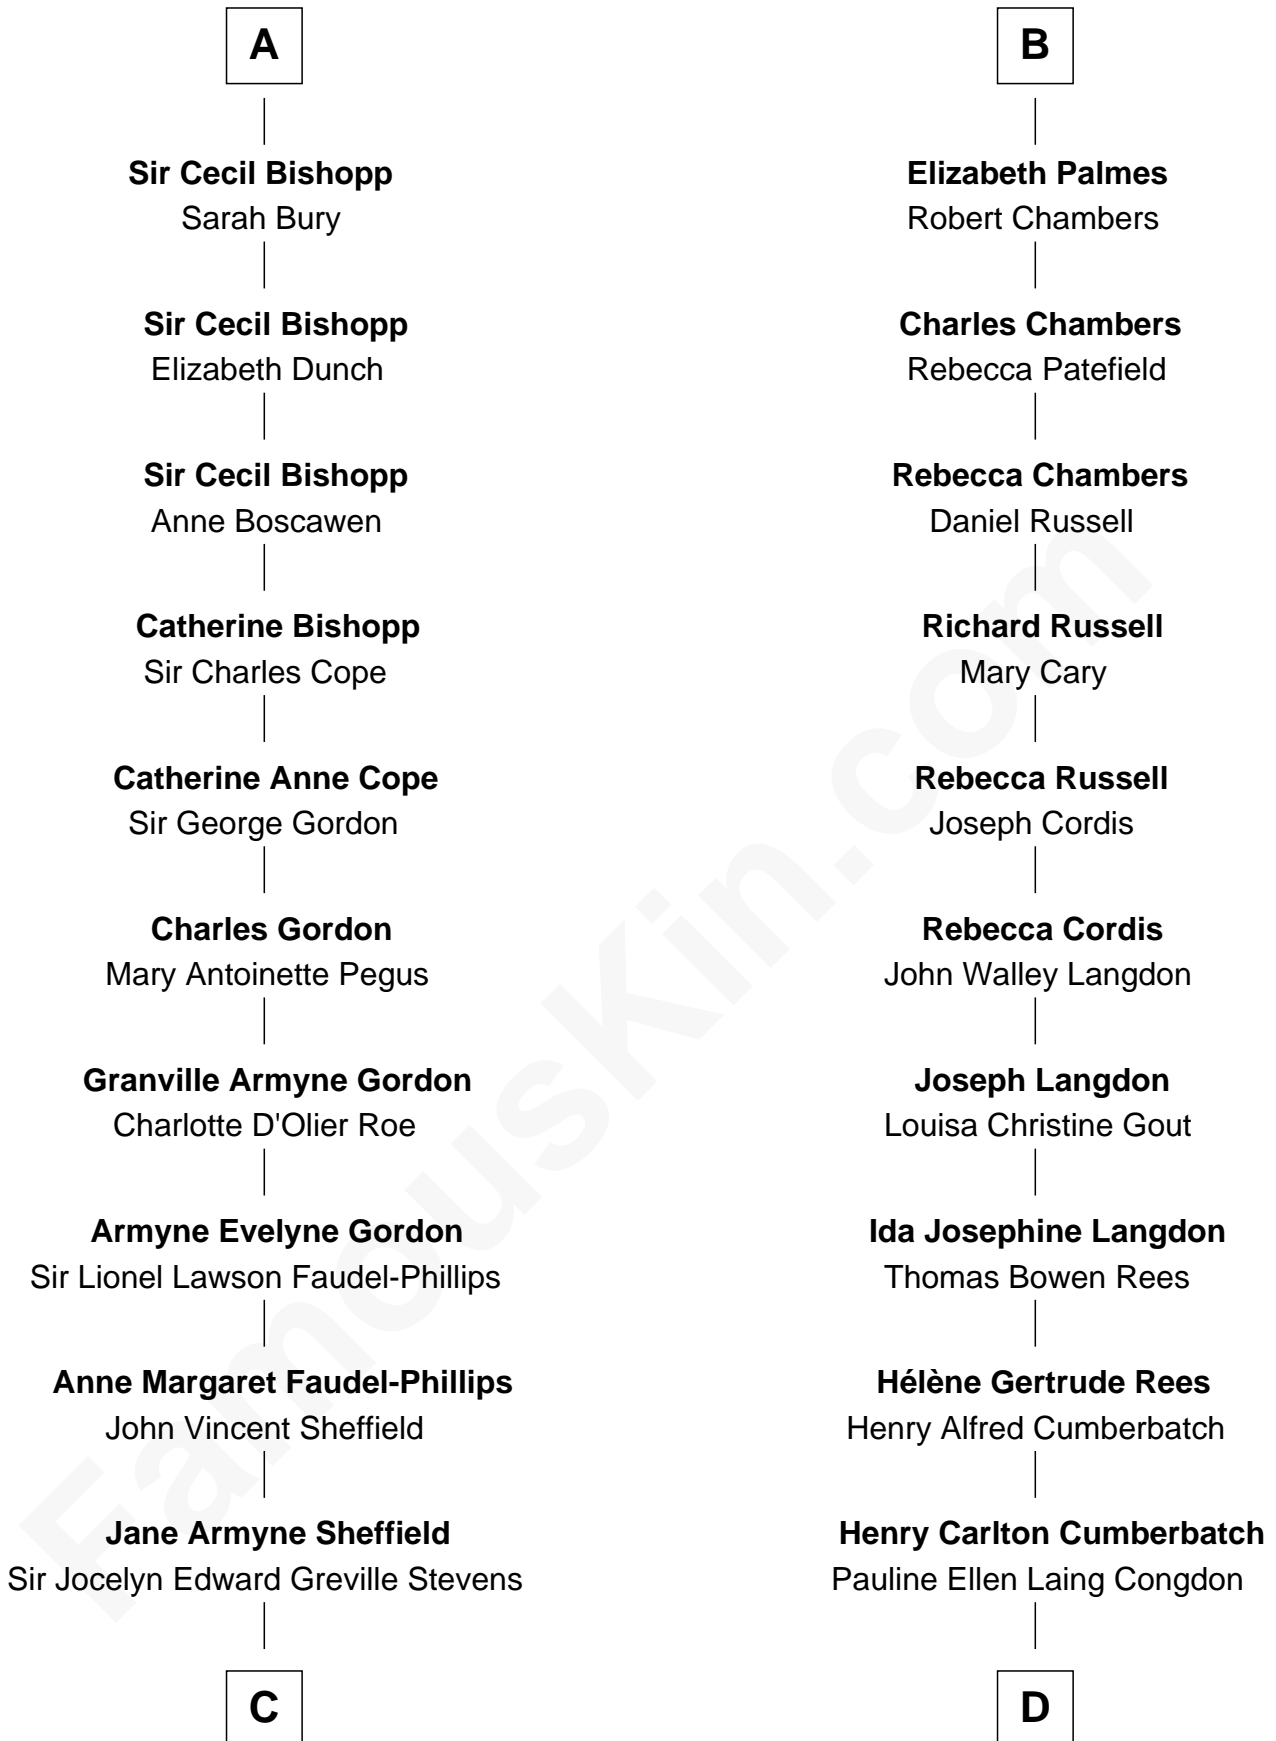 A
Sir Cecil Bishopp
Sarah Bury
Sir Cecil Bishopp
Elizabeth Dunch
Sir Cecil Bishopp
Anne Boscawen
Catherine Bishopp
Sir Charles Cope
Catherine Anne Cope
Sir George Gordon
Charles Gordon
Mary Antoinette Pegus
Granville Armyne Gordon
Charlotte D'Olier Roe
Armyne Evelyne Gordon
Sir Lionel Lawson Faudel-Phillips
Anne Margaret Faudel-Phillips
John Vincent Sheffield
Jane Armyne Sheffield
Sir Jocelyn Edward Greville Stevens
C
B
Elizabeth Palmes
Robert Chambers
Charles Chambers
Rebecca Patefield
Rebecca Chambers
Daniel Russell
Richard Russell
Mary Cary
Rebecca Russell
Joseph Cordis
Rebecca Cordis
John Walley Langdon
Joseph Langdon
Louisa Christine Gout
Ida Josephine Langdon
Thomas Bowen Rees
Hélène Gertrude Rees
Henry Alfred Cumberbatch
Henry Carlton Cumberbatch
Pauline Ellen Laing Congdon
D
FamousKin.com